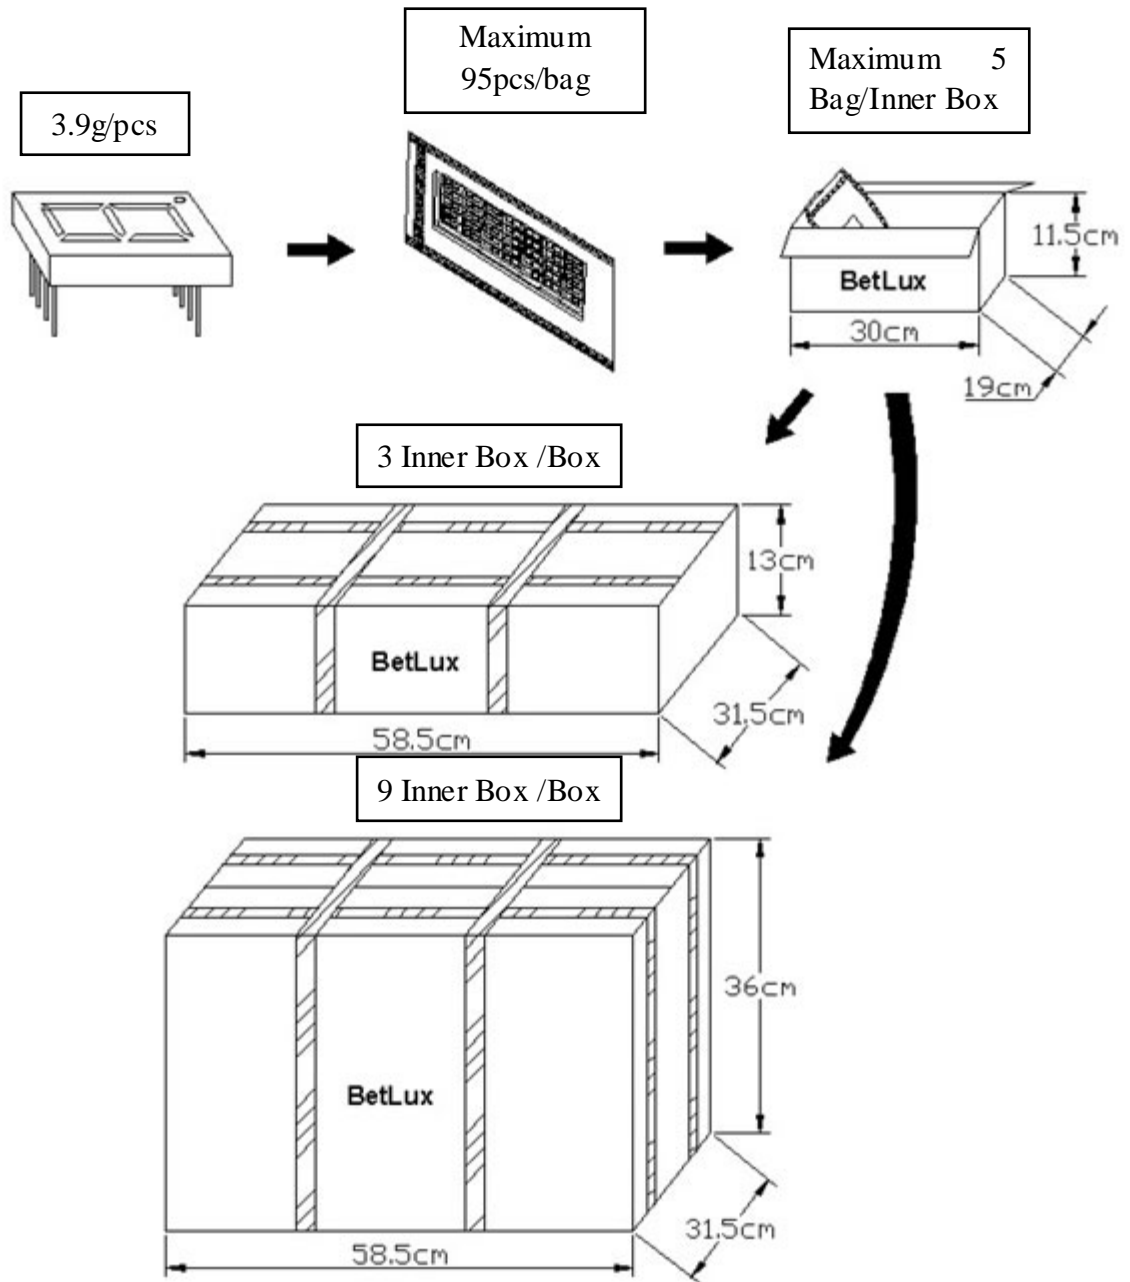 Maximum
95pcs/bag
Maximum 5
Bag/Inner Box
3.9g/pcs
11.5cm
BetLux
30cm
19cm
3 Inner Box /Box
13cm
BetLux
31.5cm
58.5cm
9 Inner Box /Box
36cm
BetLux
31.5cm
58.5cm